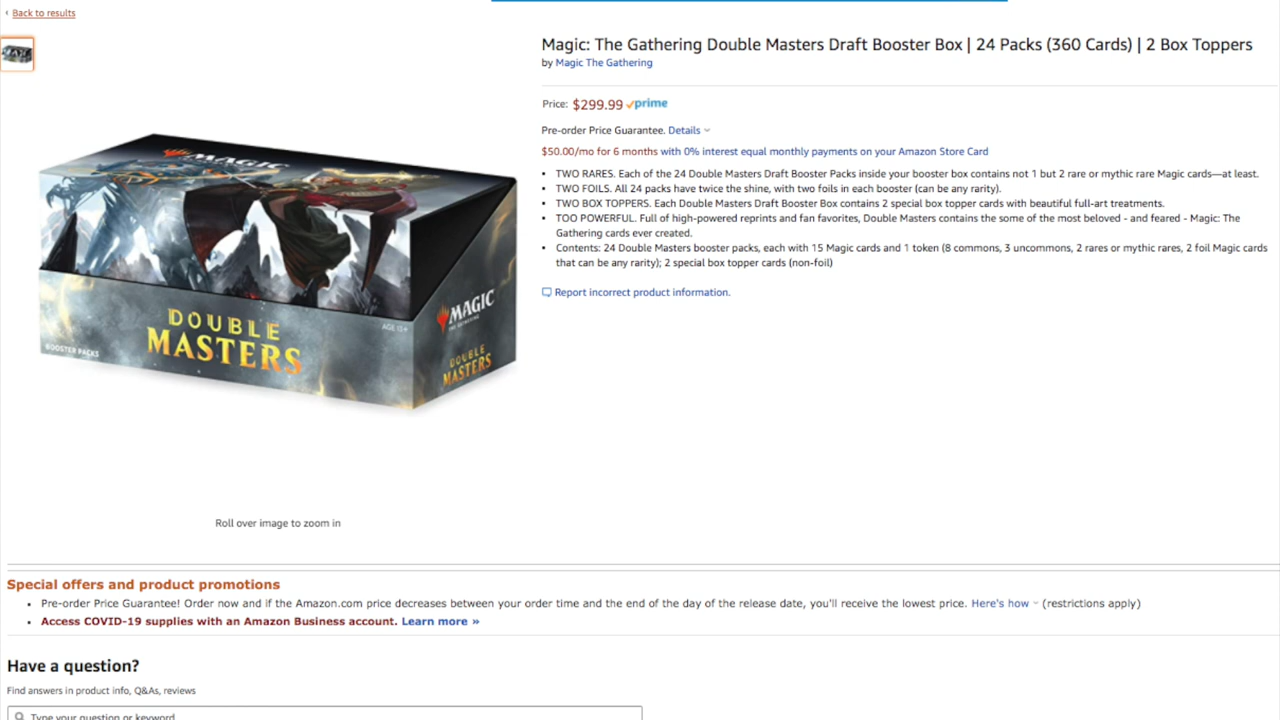 ‹ Back to results
Magic: The Gathering Double Masters Draft Booster Box | 24 Packs (360 Cards) | 2 Box Toppers
by Magic The Gathering
Price: $299.99 prime
Pre-order Price Guarantee. Details
$50.00/mo for 6 months with 0% interest equal monthly payments on your Amazon Store Card
• TWO RARES. Each of the 24 Double Masters Draft Booster Packs inside your booster box contains not 1 but 2 rare or mythic rare Magic cards—at least.
• TWO FOILS. All 24 packs have twice the shine, with two foils in each booster (can be any rarity).
• TWO BOX TOPPERS. Each Double Masters Draft Booster Box contains 2 special box topper cards with beautiful full-art treatments.
• TOO POWERFUL. Full of high-powered reprints and fan favorites, Double Masters contains the some of the most beloved - and feared - Magic: The
Gathering cards ever created.
• Contents: 24 Double Masters booster packs, each with 15 Magic cards and 1 token (8 commons, 3 uncommons, 2 rares or mythic rares, 2 foil Magic cards
that can be any rarity); 2 special box topper cards (non-foil)
Report incorrect product information.
MAGIC
DOUBLE
MASTERS
AGE 13+
BOOSTER PACKS
MAGIC
THE GATHERING
DOUBLE
MASTERS
Roll over image to zoom in
Special offers and product promotions
• Pre-order Price Guarantee! Order now and if the Amazon.com price decreases between your order time and the end of the day of the release date, you'll receive the lowest price. Here's how (restrictions apply)
• Access COVID-19 supplies with an Amazon Business account. Learn more »
Have a question?
Find answers in product info, Q&As, reviews
Type your question or keyword